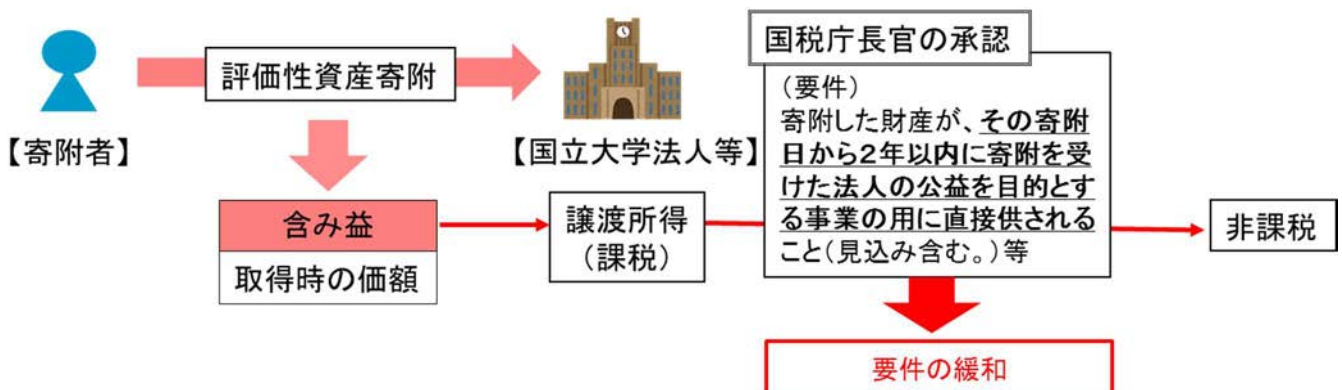 評価性資産寄附
【寄附者】
【国立大学法人等】
含み益
取得時の価額
譲渡所得
（課税）
国税庁長官の承認
（要件）
寄附した財産が、その寄附
日から２年以内に寄附を受
けた法人の公益を目的とす
る事業の用に直接供される
こと（見込み含む。）等
非課税
要件の緩和